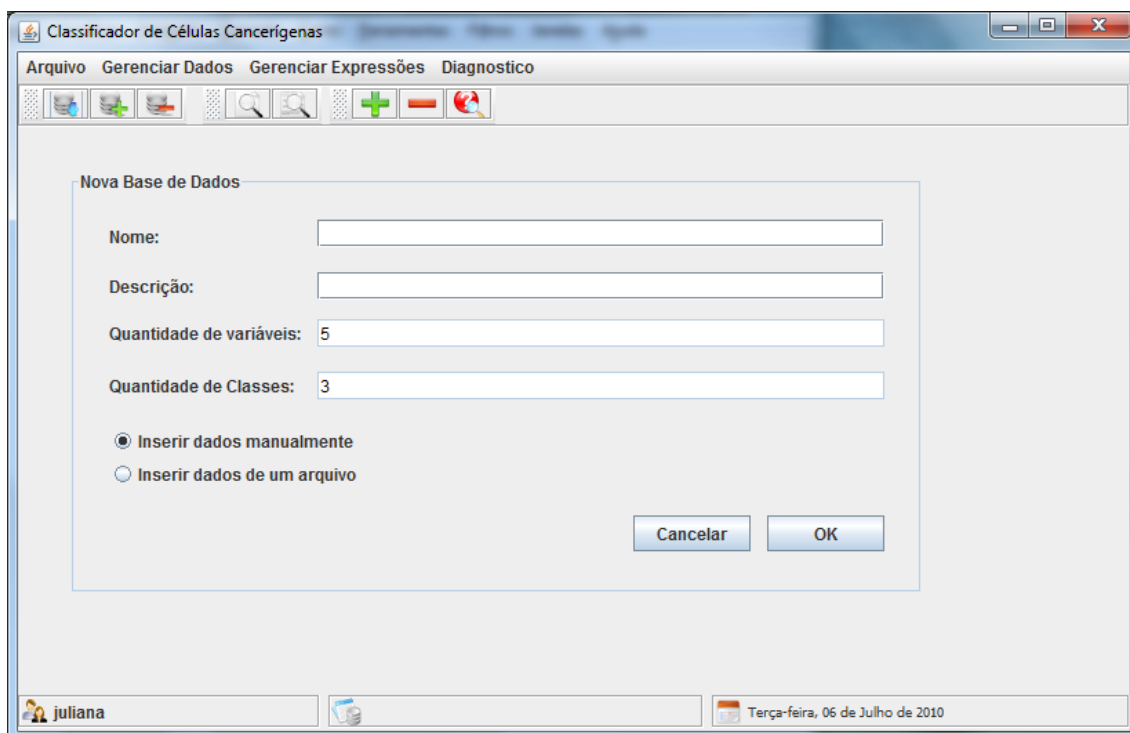 Classificador de Células Cancerígenas
Arquivo Gerenciar Dados Gerenciar Expressões Diagnostico
Nova Base de Dados
Nome:
Descrição:
Quantidade de variáveis: 5
Quantidade de Classes: 3
Inserir dados manualmente
Inserir dados de um arquivo
Cancelar OK
juliana Terça-feira, 06 de Julho de 2010